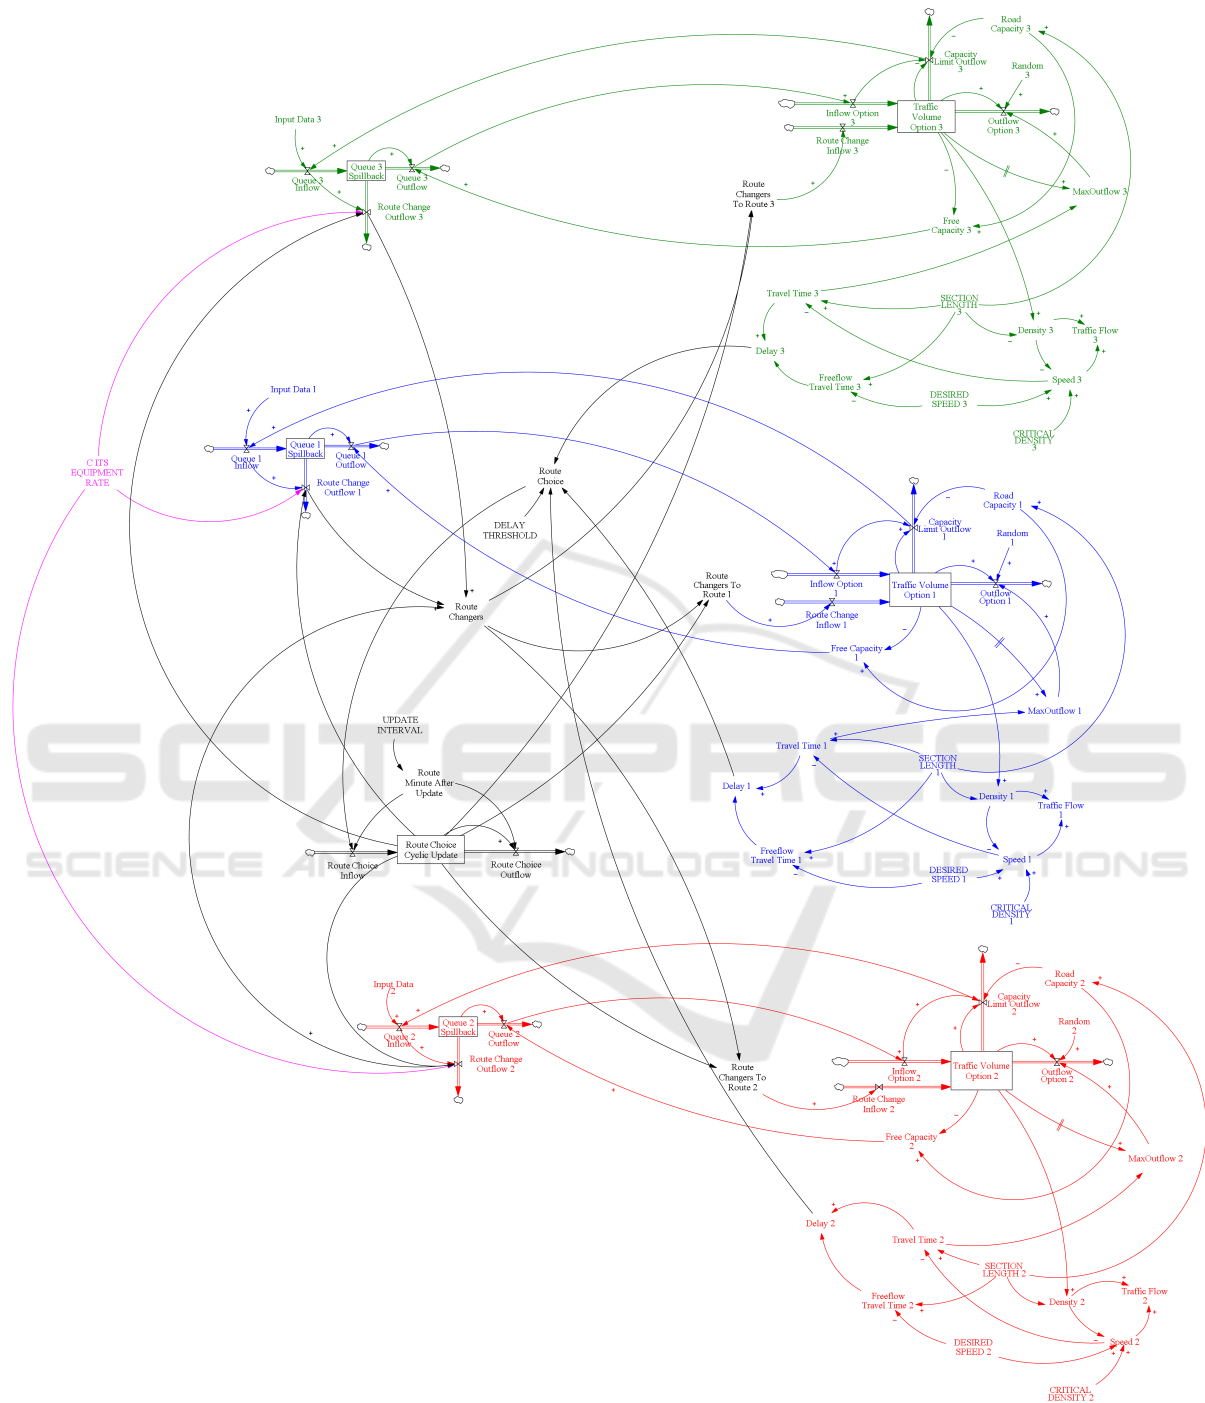 Road
Capacity 3
Capacity
Limit Outflow
3
Random
3
Inflow Option
3
Traffic
Volume
Option 3
Outflow
Option 3
Route Change
Inflow 3
Input Data 3
Queue 3
Spillback
Queue 3
Inflow
Queue 3
Outflow
Route Change
Outflow 3
Route
Changers
To Route 3
MaxOutflow 3
Free
Capacity 3
Travel Time 3
SECTION
LENGTH
3
Density 3
Traffic Flow
3
Delay 3
Freeflow
Travel Time 3
Speed 3
DESIRED
SPEED 3
CRITICAL
DENSITY
3
Input Data 1
Queue 1
Spillback
Queue 1
Inflow
Queue 1
Outflow
Route Change
Outflow 1
C ITS
EQUIPMENT
RATE
Route
Choice
DELAY
THRESHOLD
Road
Capacity 1
Capacity
Limit Outflow
1
Random
1
Inflow Option
1
Traffic Volume
Option 1
Outflow
Option 1
Route Change
Inflow 1
Route
Changers To
Route 1
Route
Changers
Free Capacity
1
MaxOutflow 1
UPDATE
INTERVAL
Route
Minute After
Update
Travel Time 1
SECTION
LENGTH
1
Delay 1
Density 1
Traffic Flow
1
Route Choice
Cyclic Update
Route Choice
Inflow
Route Choice
Outflow
Freeflow
Travel Time 1
Speed 1
DESIRED
SPEED 1
CRITICAL
DENSITY
1
SCITEPRESS
SCIENCE AND TECHNOLOGY PUBLICATIONS
Input Data
2
Queue 2
Spillback
Queue 2
Inflow
Queue 2
Outflow
Route Change
Outflow 2
Road
Capacity 2
Capacity
Limit Outflow
2
Random
2
Inflow
Option 2
Traffic Volume
Option 2
Outflow
Option 2
Route Change
Inflow 2
Route
Changers To
Route 2
Free Capacity
2
MaxOutflow 2
Delay 2
Travel Time 2
SECTION
LENGTH 2
Freeflow
Travel Time 2
Density 2
Traffic Flow
2
Speed 2
DESIRED
SPEED 2
CRITICAL
DENSITY 2